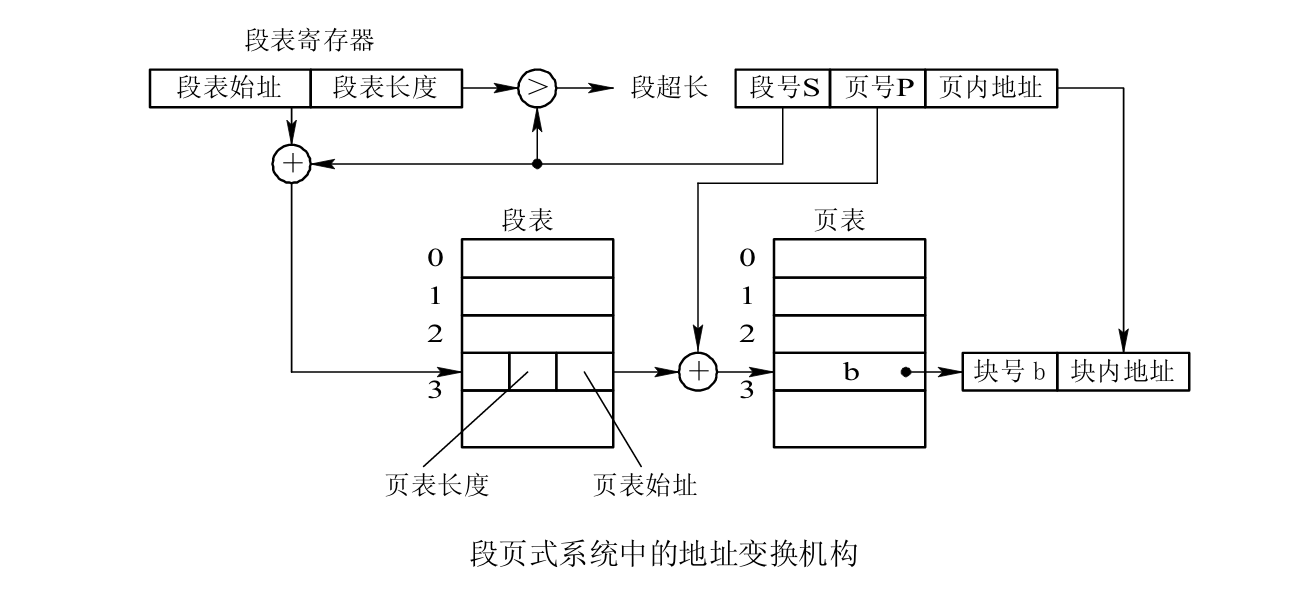 段表寄存器
段表始址 段表长度 > 段超长 段号S 页号P 页内地址
+
段表 页表
0 0
1 1
2 2
+ b 块号 b 块内地址
3 3
页表长度 页表始址
段页式系统中的地址变换机构